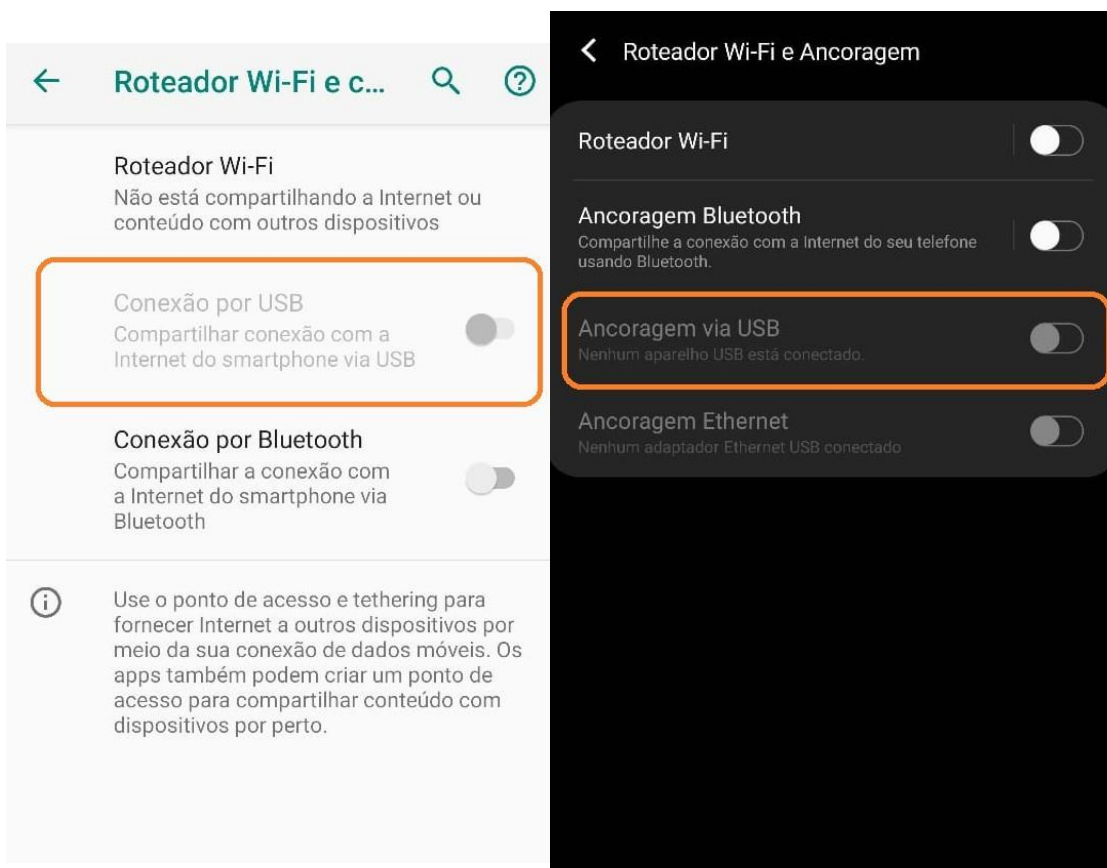 Roteador Wi-Fi e c...
Roteador Wi-Fi
Não está compartilhando a Internet ou
conteúdo com outros dispositivos
Conexão por USB
Compartilhar conexão com a
Internet do smartphone via USB
Conexão por Bluetooth
Compartilhar a conexão com
a Internet do smartphone via
Bluetooth
Use o ponto de acesso e tethering para
fornecer Internet a outros dispositivos por
meio da sua conexão de dados móveis. Os
apps também podem criar um ponto de
acesso para compartilhar conteúdo com
dispositivos por perto.
Roteador Wi-Fi e Ancoragem
Roteador Wi-Fi
Ancoragem Bluetooth
Compartilhe a conexão com a Internet do seu telefone
usando Bluetooth.
Ancoragem via USB
Nenhum aparelho USB está conectado.
Ancoragem Ethernet
Nenhum adaptador Ethernet USB conectado